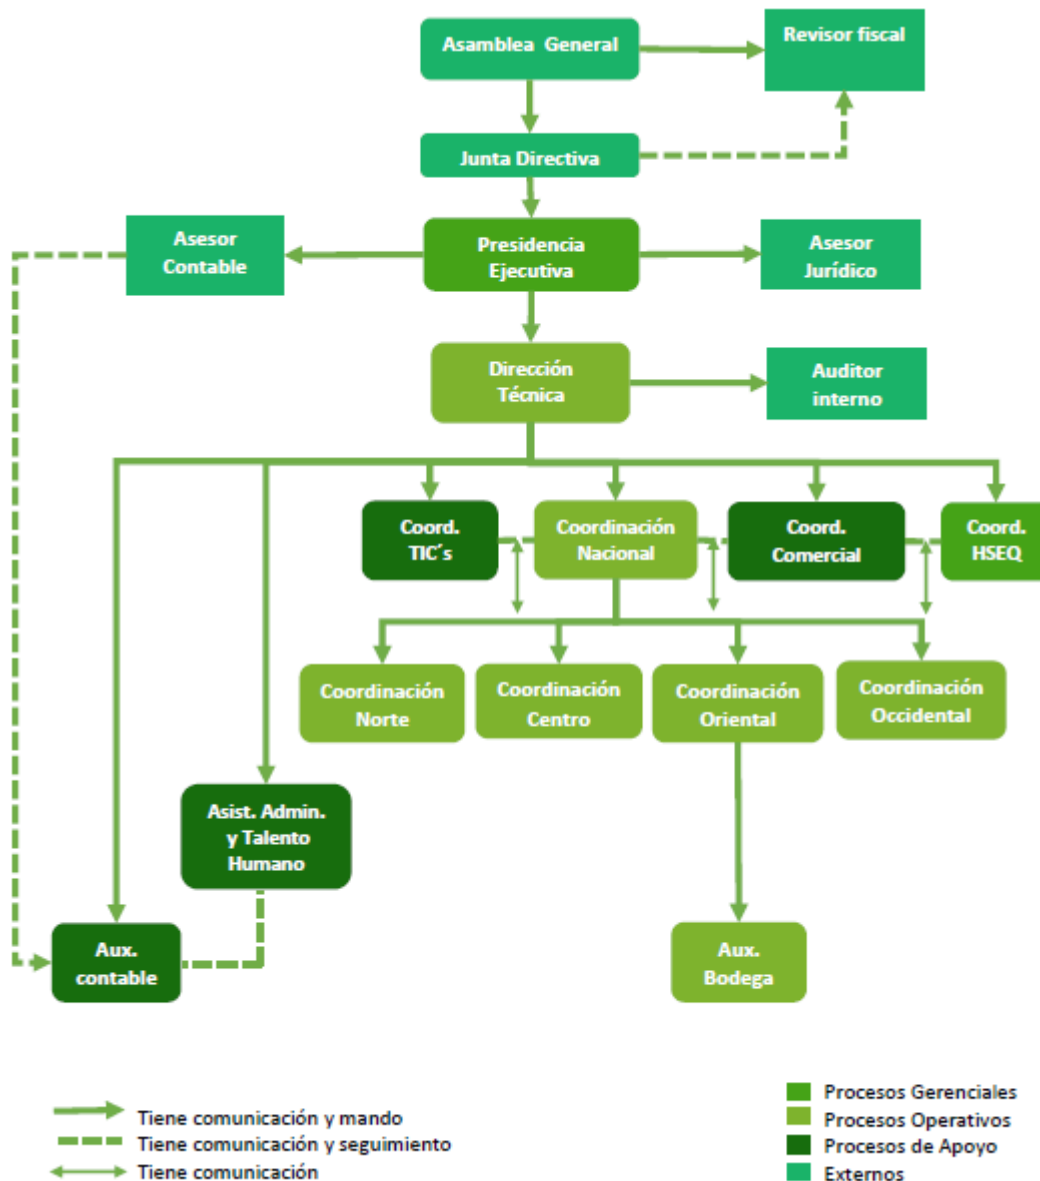 Asamblea General
Revisor fiscal
Junta Directiva
Asesor
Contable
Presidencia
Ejecutiva
Asesor
Jurídico
Dirección
Técnica
Auditor
interno
Coord.
TIC´s
Coordinación
Nacional
Coord.
Comercial
Coord.
HSEQ
Coordinación
Norte
Coordinación
Centro
Coordinación
Oriental
Coordinación
Occidental
Asist. Admin.
y Talento
Humano
Aux.
contable
Aux.
Bodega
Tiene comunicación y mando
Tiene comunicación y seguimiento
Tiene comunicación
Procesos Gerenciales
Procesos Operativos
Procesos de Apoyo
Externos